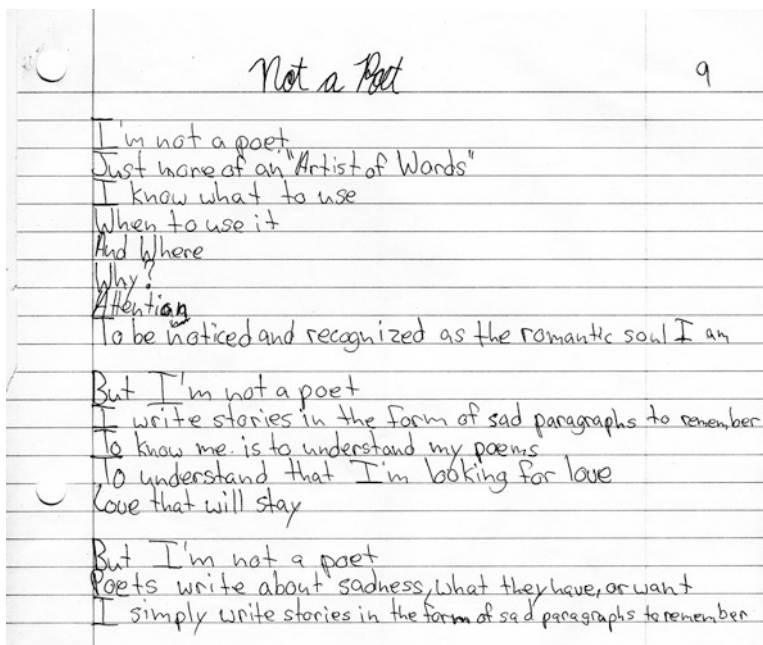 Not a Poet
9
I'm not a poet
Just more of an "Artist of Words"
I know what to use
When to use it
And Where
Why?
Attention
To be noticed and recognized as the romantic soul I am
But I'm not a poet
I write stories in the form of sad paragraphs to remember
To know me is to understand my poems
To understand that I'm looking for love
Love that will stay
But I'm not a poet
Poets write about sadness, what they have, or want
I simply write stories in the form of sad paragraphs to remember